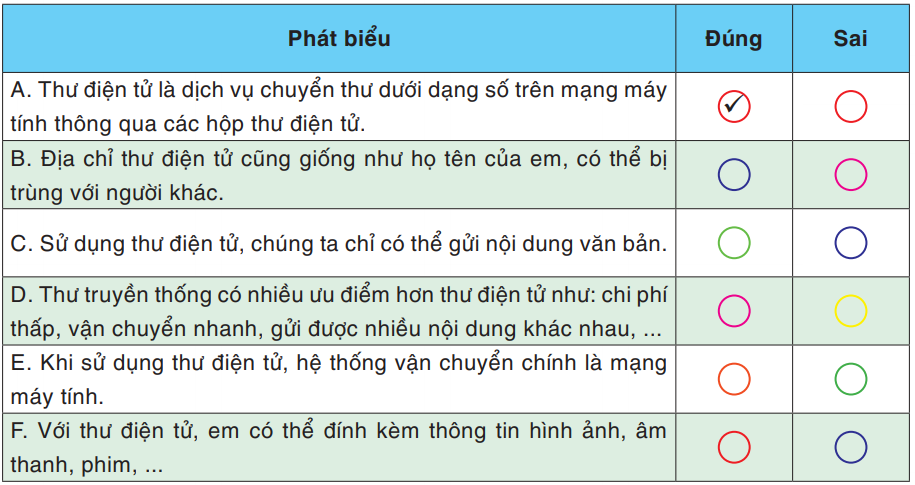 Phát biểu Đúng Sai
A. Thư điện tử là dịch vụ chuyển thư dưới dạng số trên mạng máy
tính thông qua các hộp thư điện tử.
B. Địa chỉ thư điện tử cũng giống như họ tên của em, có thể bị
trùng với người khác.
C. Sử dụng thư điện tử, chúng ta chỉ có thể gửi nội dung văn bản.
D. Thư truyền thống có nhiều ưu điểm hơn thư điện tử như: chi phí
thấp, vận chuyển nhanh, gửi được nhiều nội dung khác nhau, ...
E. Khi sử dụng thư điện tử, hệ thống vận chuyển chính là mạng
máy tính.
F. Với thư điện tử, em có thể đính kèm thông tin hình ảnh, âm
thanh, phim, ...